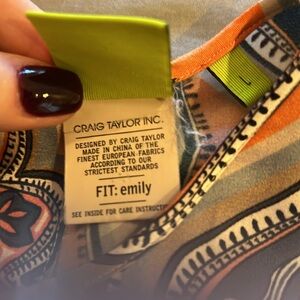 CRAIG TAYLOR INC.
DESIGNED BY CRAIG TAYLOR
MADE IN CHINA OF THE
FINEST EUROPEAN FABRICS
ACCORDING TO OUR
STRICTEST STANDARDS
FIT: emily
SEE INSIDE FOR CARE INSTRUCT
L